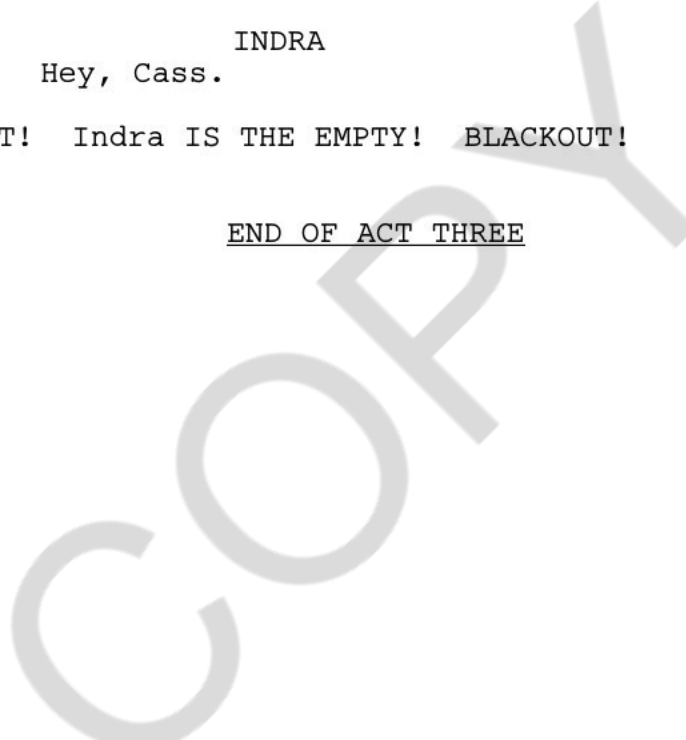 INDRA
Hey, Cass.
T! Indra IS THE EMPTY! BLACKOUT!
END OF ACT THREE
COPY